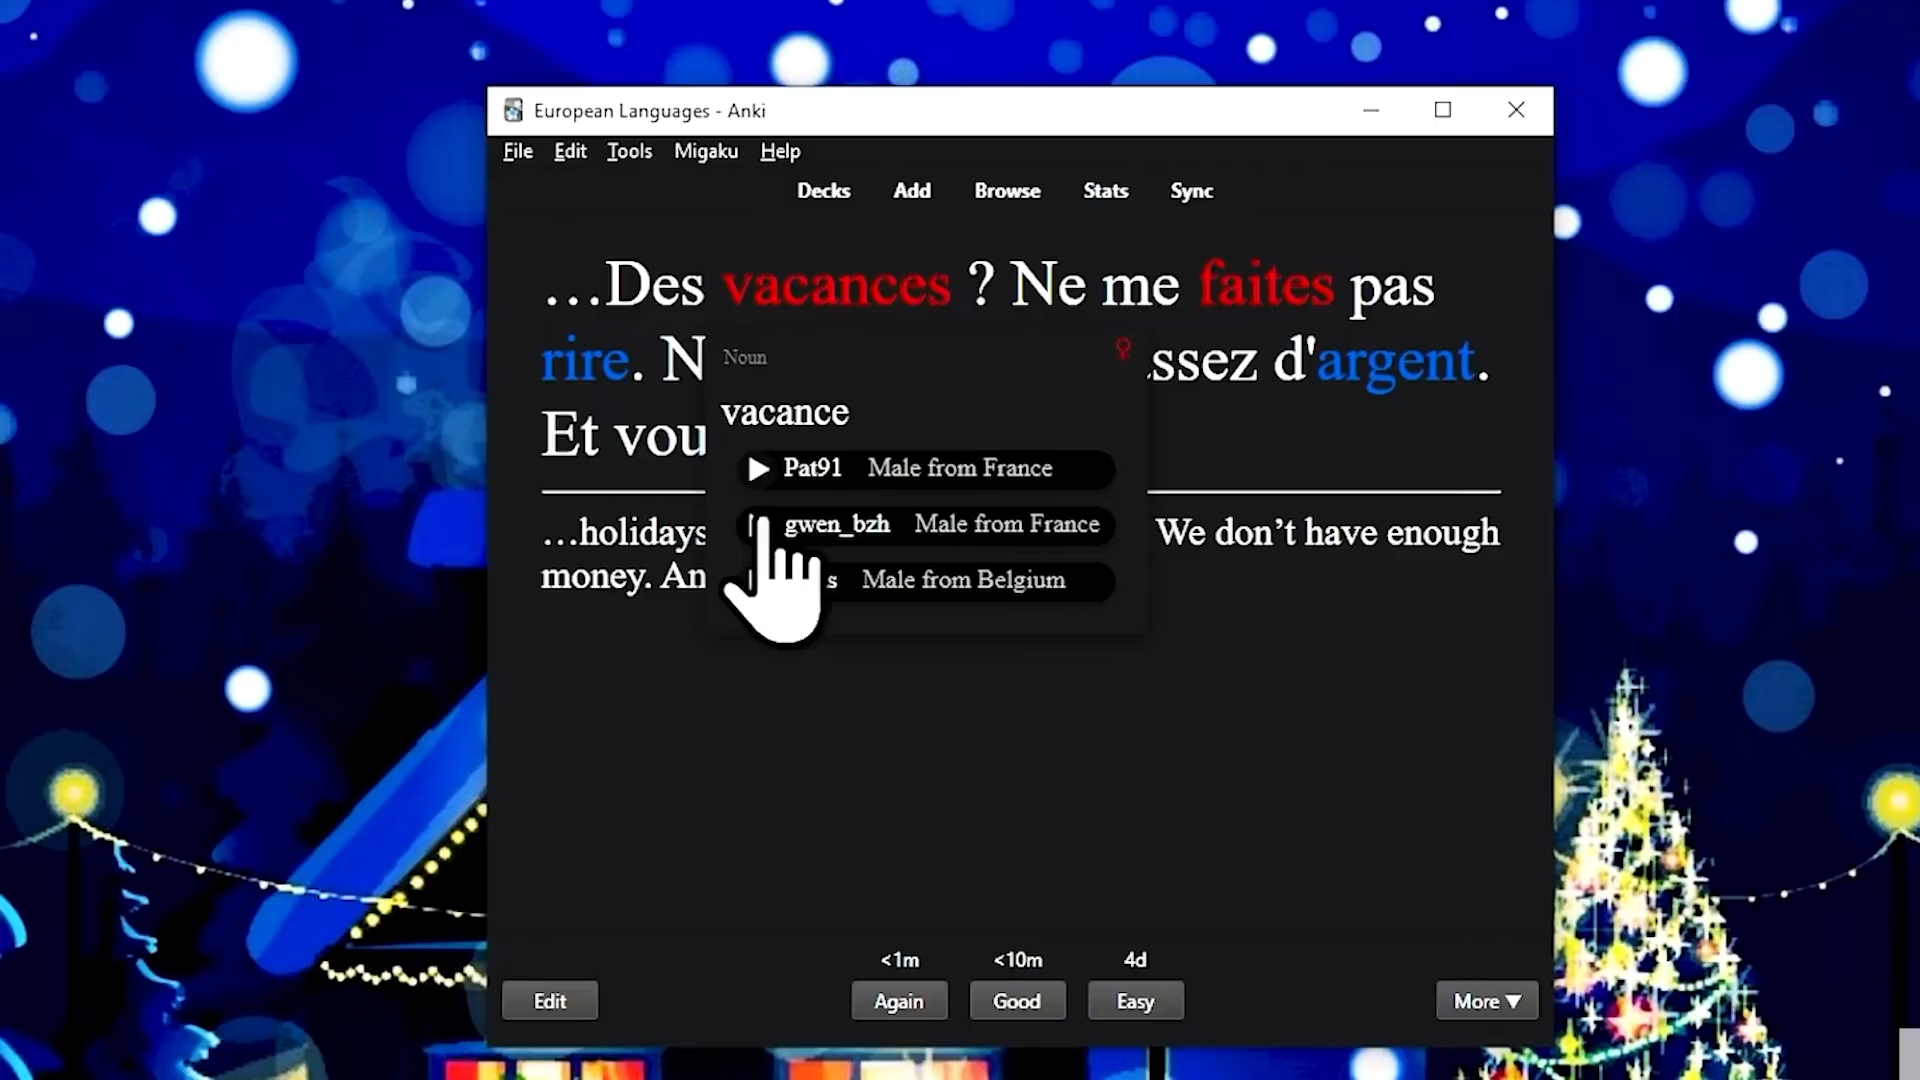 European Languages - Anki
File Edit Tools Migaku Help
Decks Add Browse Stats Sync
…Des vacances ? Ne me faites pas
rire. N ssez d'argent.
Et vou
Noun ♀
vacance
Pat91 Male from France
gwen_bzh Male from France
s Male from Belgium
…holidays We don’t have enough
money. An
<1m <10m 4d
Edit Again Good Easy More ▼